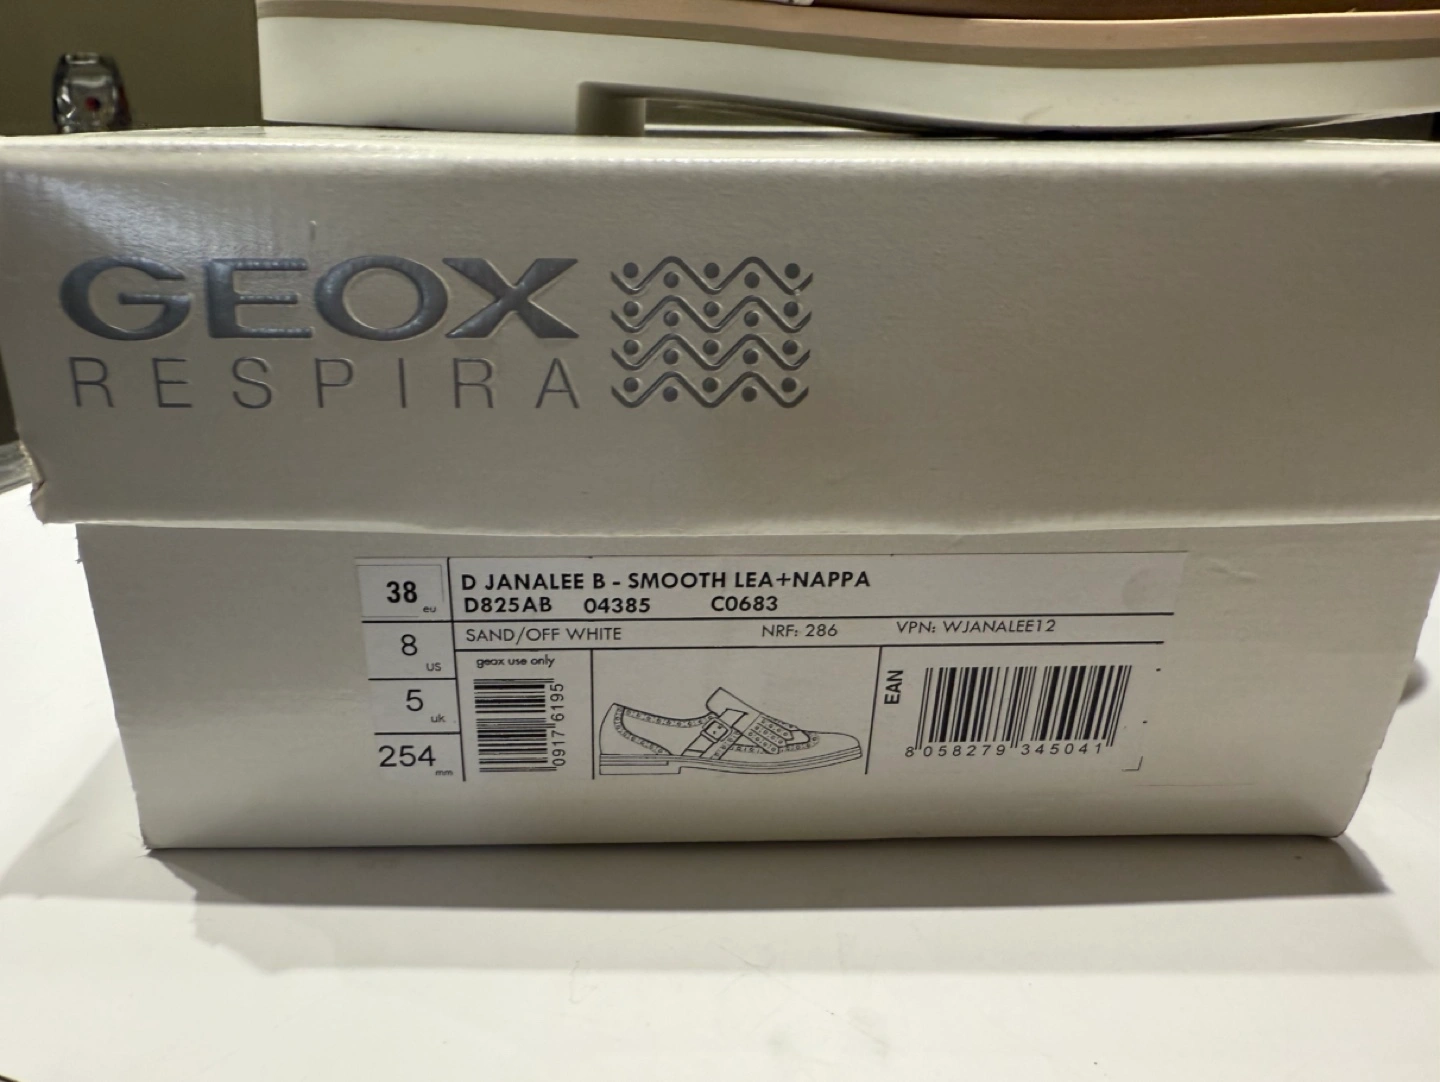 GEOX
RESPIRA
38 eu
D JANALEE B - SMOOTH LEA+NAPPA
D825AB 04385 C0683
8 US
SAND/OFF WHITE NRF: 286 VPN: WJANALEE12
geox use only
5 uk
254 mm
0917 6195
EAN
8 058279 345041